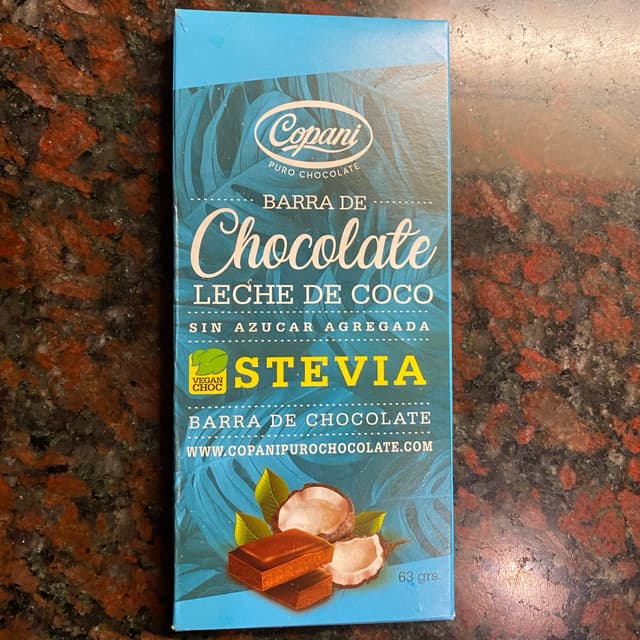 Copani
PURO CHOCOLATE
BARRA DE
Chocolate
LECHE DE COCO
SIN AZUCAR AGREGADA
VEGAN
CHOC
STEVIA
BARRA DE CHOCOLATE
WWW.COPANIPUROCHOCOLATE.COM
63 grs.